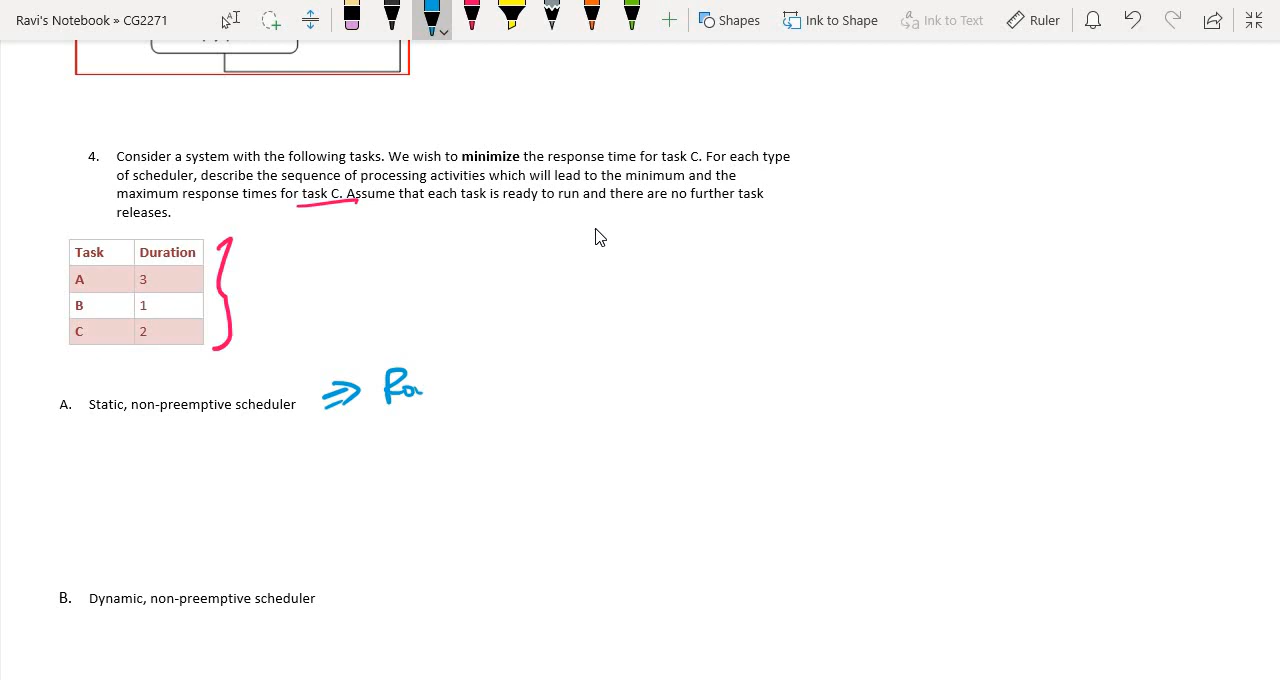 Ravi's Notebook » CG2271
Shapes
Ink to Shape
Ink to Text
Ruler
4. Consider a system with the following tasks. We wish to minimize the response time for task C. For each type
of scheduler, describe the sequence of processing activities which will lead to the minimum and the
maximum response times for task C. Assume that each task is ready to run and there are no further task
releases.
Task Duration
A 3
B 1
C 2
⇒ Ro
A. Static, non-preemptive scheduler
B. Dynamic, non-preemptive scheduler